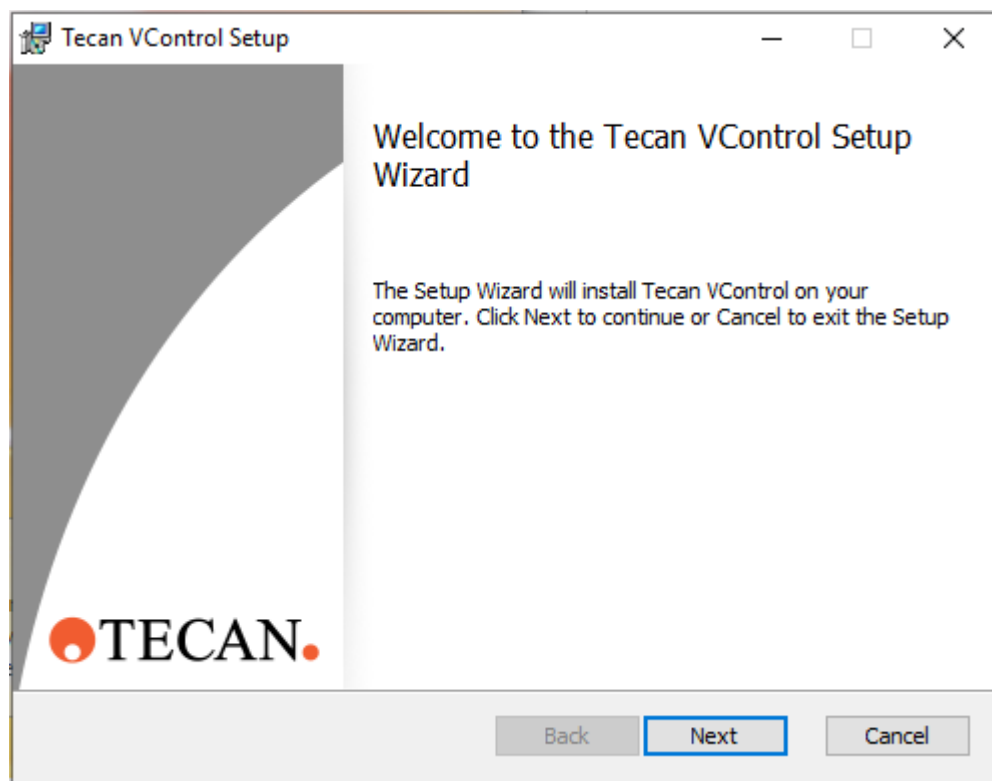 Tecan VControl Setup
Welcome to the Tecan VControl Setup
Wizard
The Setup Wizard will install Tecan VControl on your
computer. Click Next to continue or Cancel to exit the Setup
Wizard.
TECAN.
Back
Next
Cancel